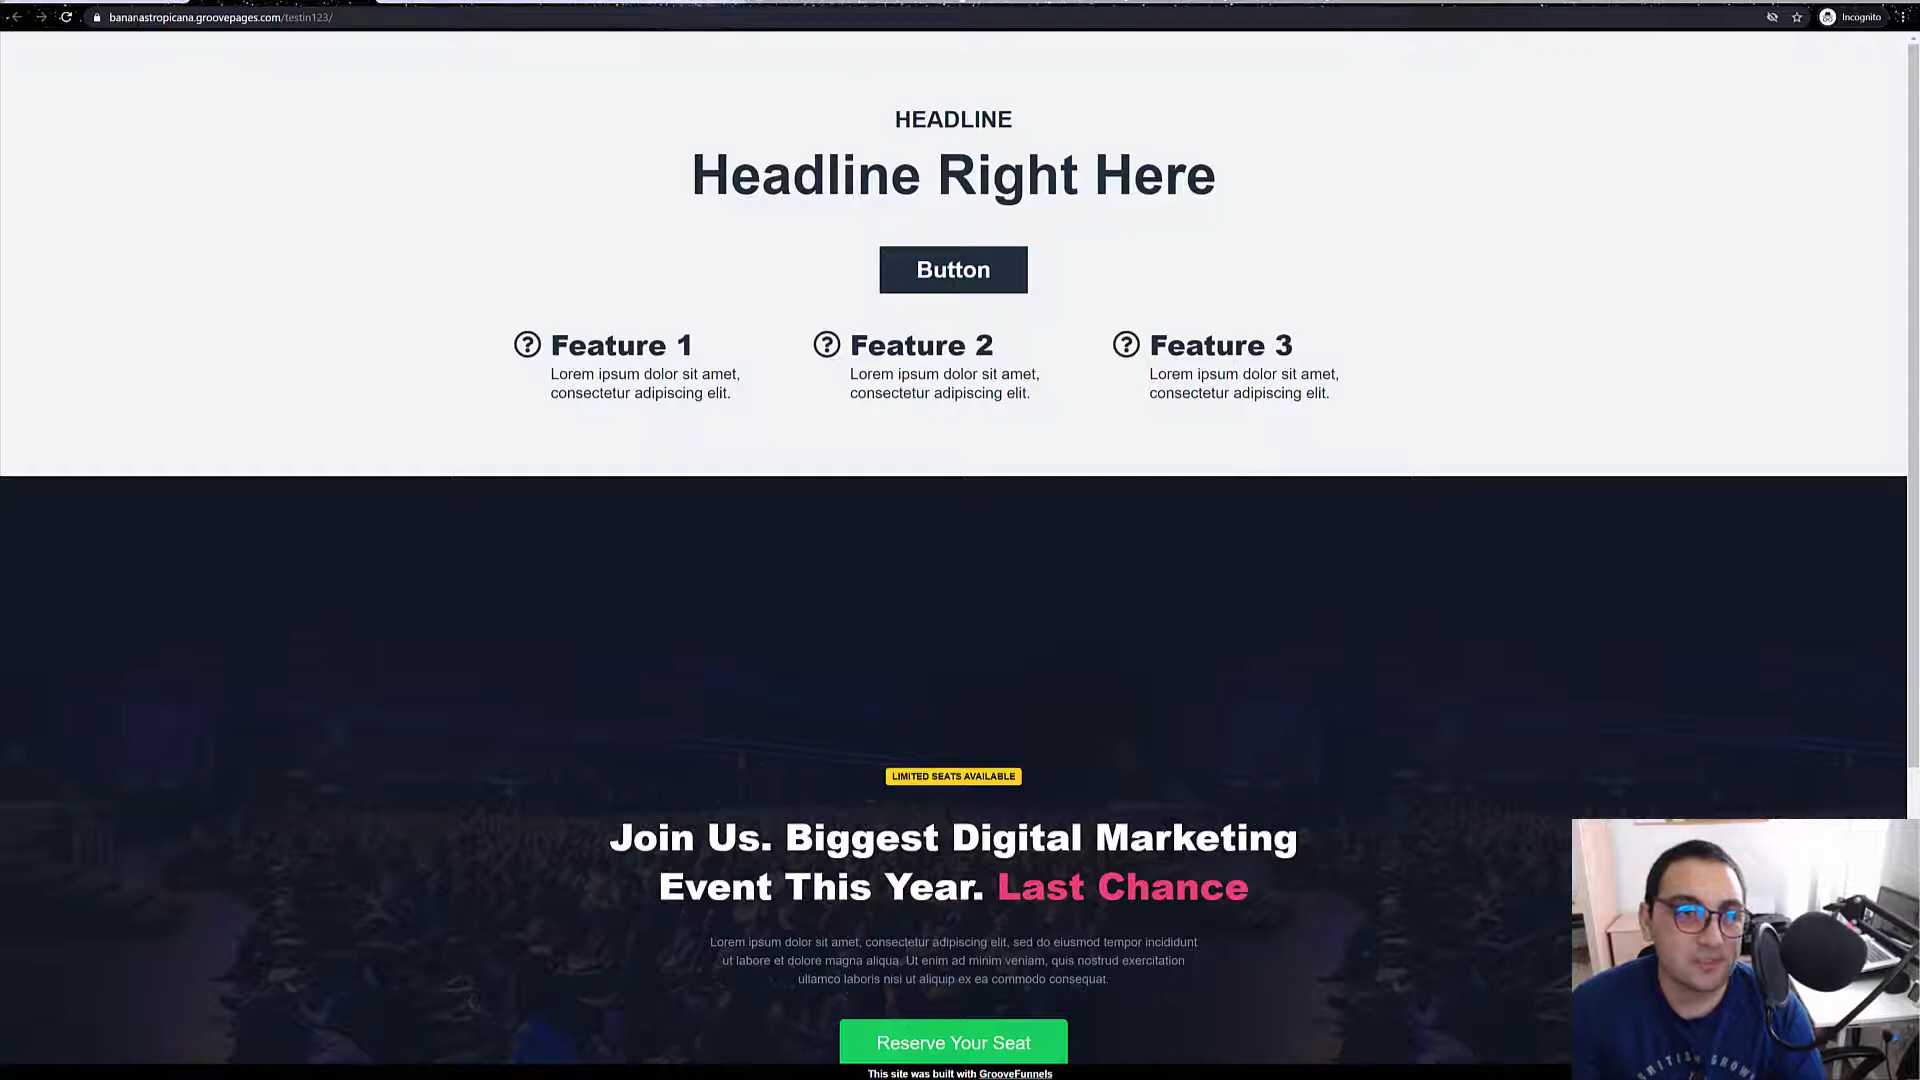 bananastropicana.groovepages.com/testin123/
Incognito
HEADLINE
Headline Right Here
Button
Feature 1
Lorem ipsum dolor sit amet,
consectetur adipiscing elit.
Feature 2
Lorem ipsum dolor sit amet,
consectetur adipiscing elit.
Feature 3
Lorem ipsum dolor sit amet,
consectetur adipiscing elit.
LIMITED SEATS AVAILABLE
Join Us. Biggest Digital Marketing
Event This Year. Last Chance
Lorem ipsum dolor sit amet, consectetur adipiscing elit, sed do eiusmod tempor incididunt
ut labore et dolore magna aliqua. Ut enim ad minim veniam, quis nostrud exercitation
ullamco laboris nisi ut aliquip ex ea commodo consequat.
Reserve Your Seat
This site was built with GrooveFunnels